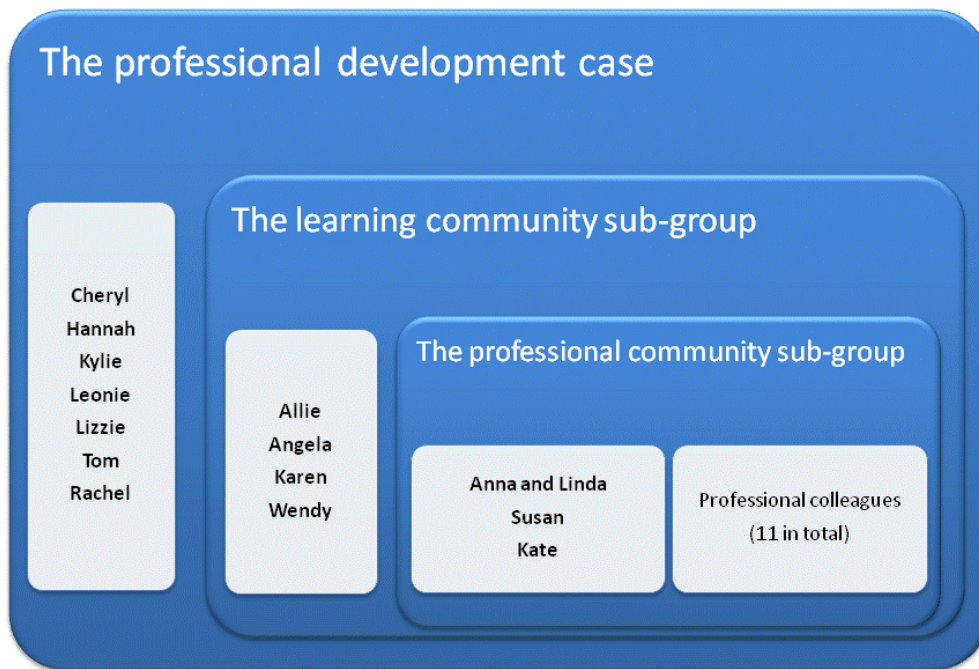 The professional development case
The learning community sub-group
The professional community sub-group
Cheryl
Hannah
Kylie
Leonie
Lizzie
Tom
Rachel
Allie
Angela
Karen
Wendy
Anna and Linda
Susan
Kate
Professional colleagues
(11 in total)